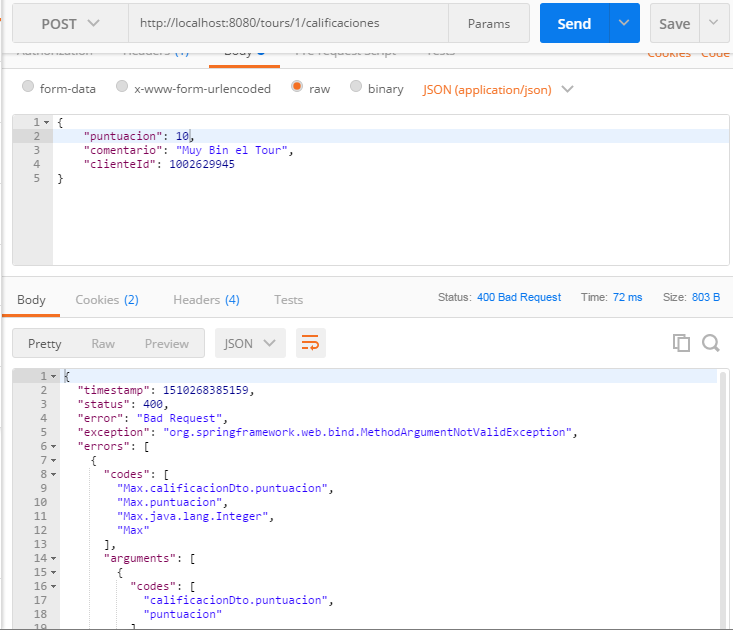 POST http://localhost:8080/tours/1/calificaciones Params Send Save
Authorization Headers (1) Body Pre-request Script Tests Cookies Code
form-data x-www-form-urlencoded raw binary JSON (application/json)
1 {
2 "puntuacion": 10,
3 "comentario": "Muy Bin el Tour",
4 "clienteId": 1002629945
5 }
Body Cookies (2) Headers (4) Tests Status: 400 Bad Request Time: 72 ms Size: 803 B
Pretty Raw Preview JSON
1 {
2 "timestamp": 1510268385159,
3 "status": 400,
4 "error": "Bad Request",
5 "exception": "org.springframework.web.bind.MethodArgumentNotValidException",
6 "errors": [
7 {
8 "codes": [
9 "Max.calificacionDto.puntuacion",
10 "Max.puntuacion",
11 "Max.java.lang.Integer",
12 "Max"
13 ],
14 "arguments": [
15 {
16 "codes": [
17 "calificacionDto.puntuacion",
18 "puntuacion"
19 ]